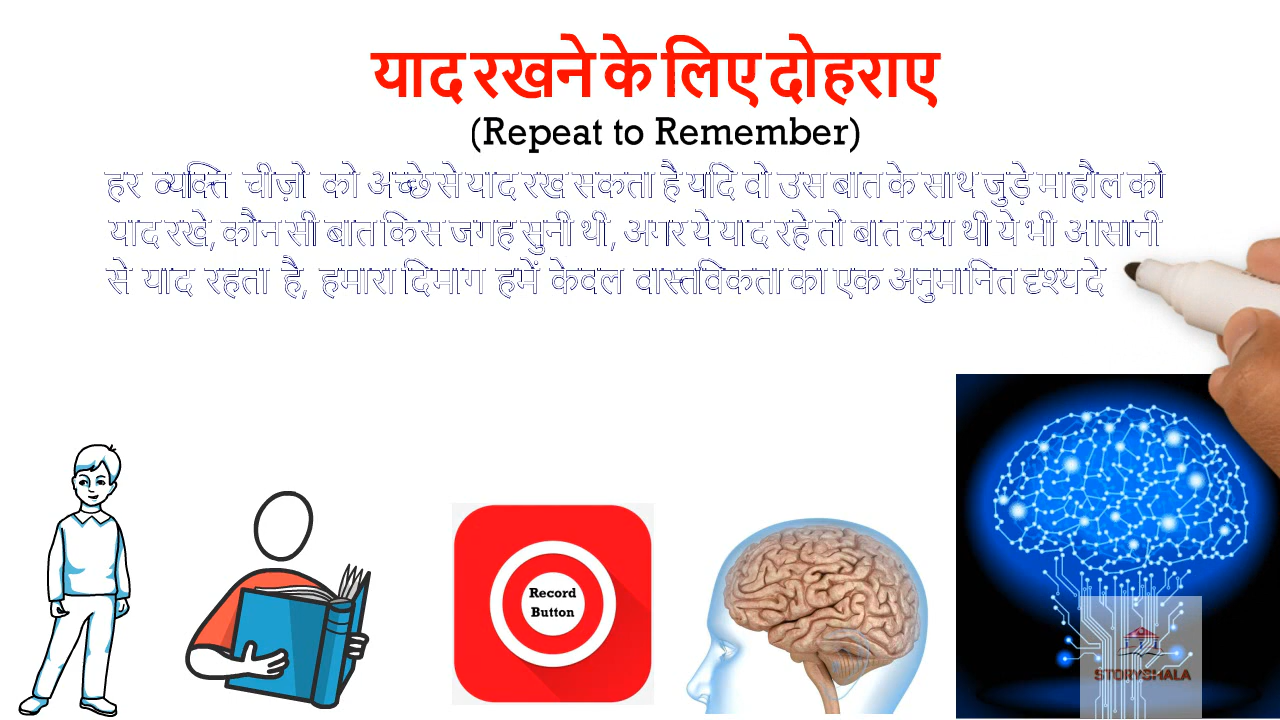 याद रखने के लिए दोहराए
(Repeat to Remember)
हर व्यक्ति चीज़ो को अच्छे से याद रख सकता है यदि वो उस बात के साथ जुड़े माहौल को
याद रखे, कौन सी बात किस जगह सुनी थी, अगर ये याद रहे तो बात क्या थी ये भी आसानी
से याद रहता है, हमारा दिमाग हमें केवल वास्तविकता का एक अनुमानित दृश्य दे
Record
Button
STORYSHALA